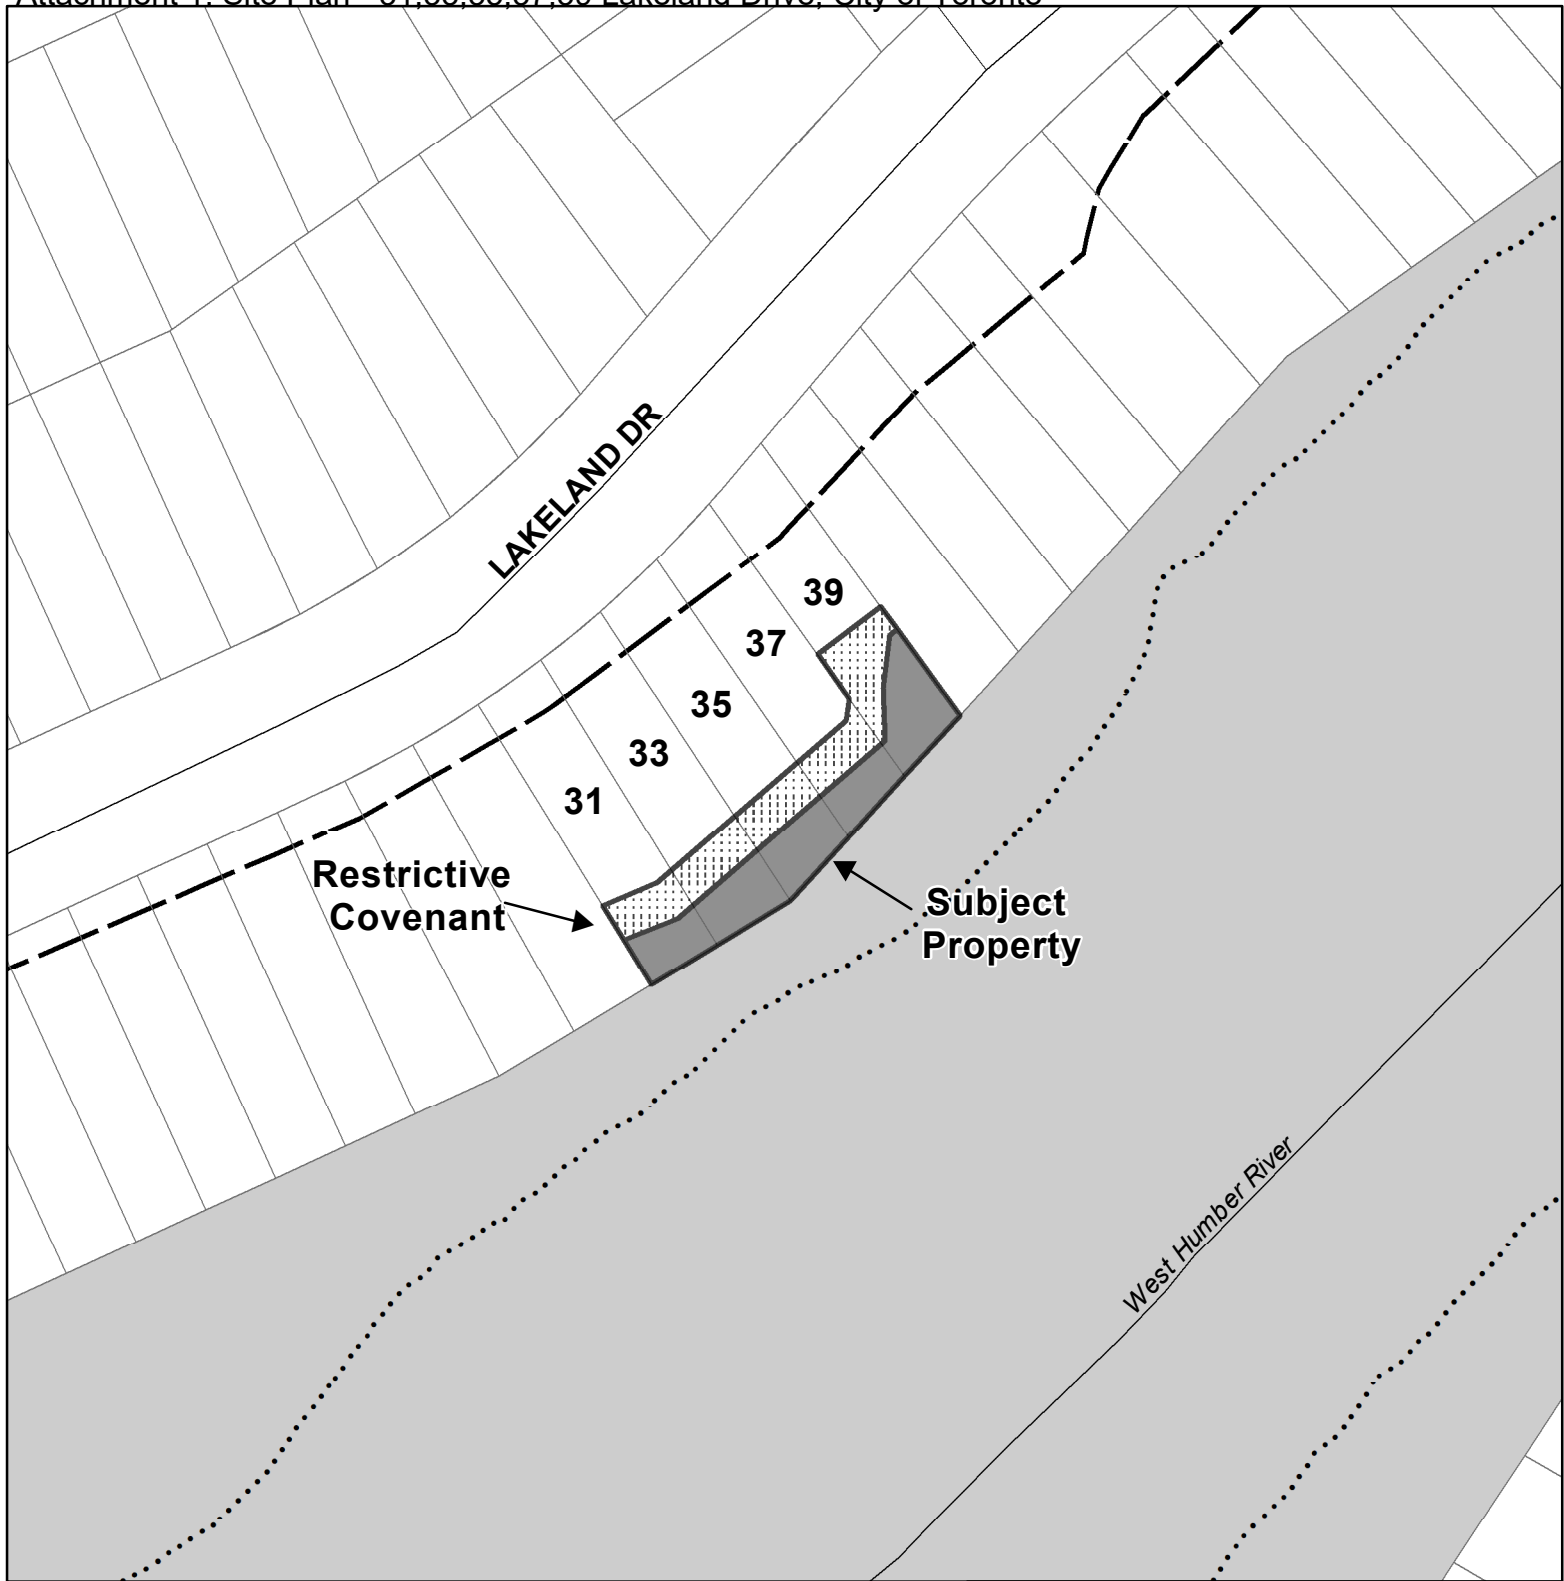 LAKELAND DR
39
37
35
33
31
Restrictive
Covenant
Subject
Property
West Humber River